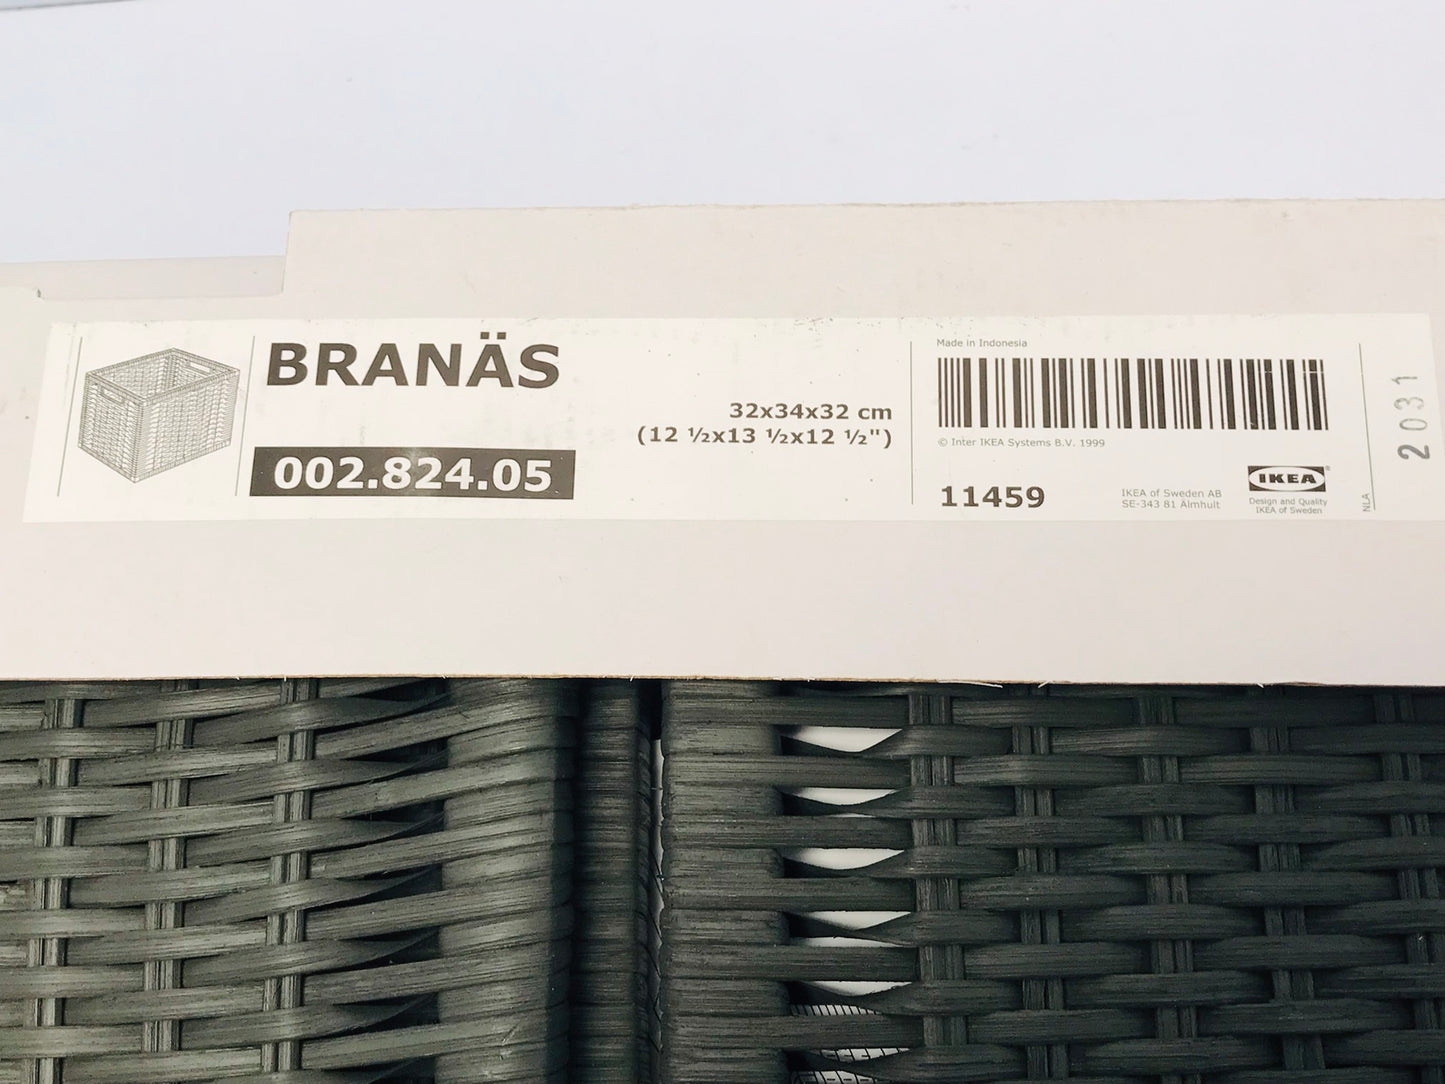 BRANÄS
002.824.05
32x34x32 cm
(12 ½x13 ½x12 ½")
Made in Indonesia
© Inter IKEA Systems B.V. 1999
11459
IKEA of Sweden AB
SE-343 81 Älmhult
IKEA®
Design and Quality
IKEA of Sweden
NLA
2031